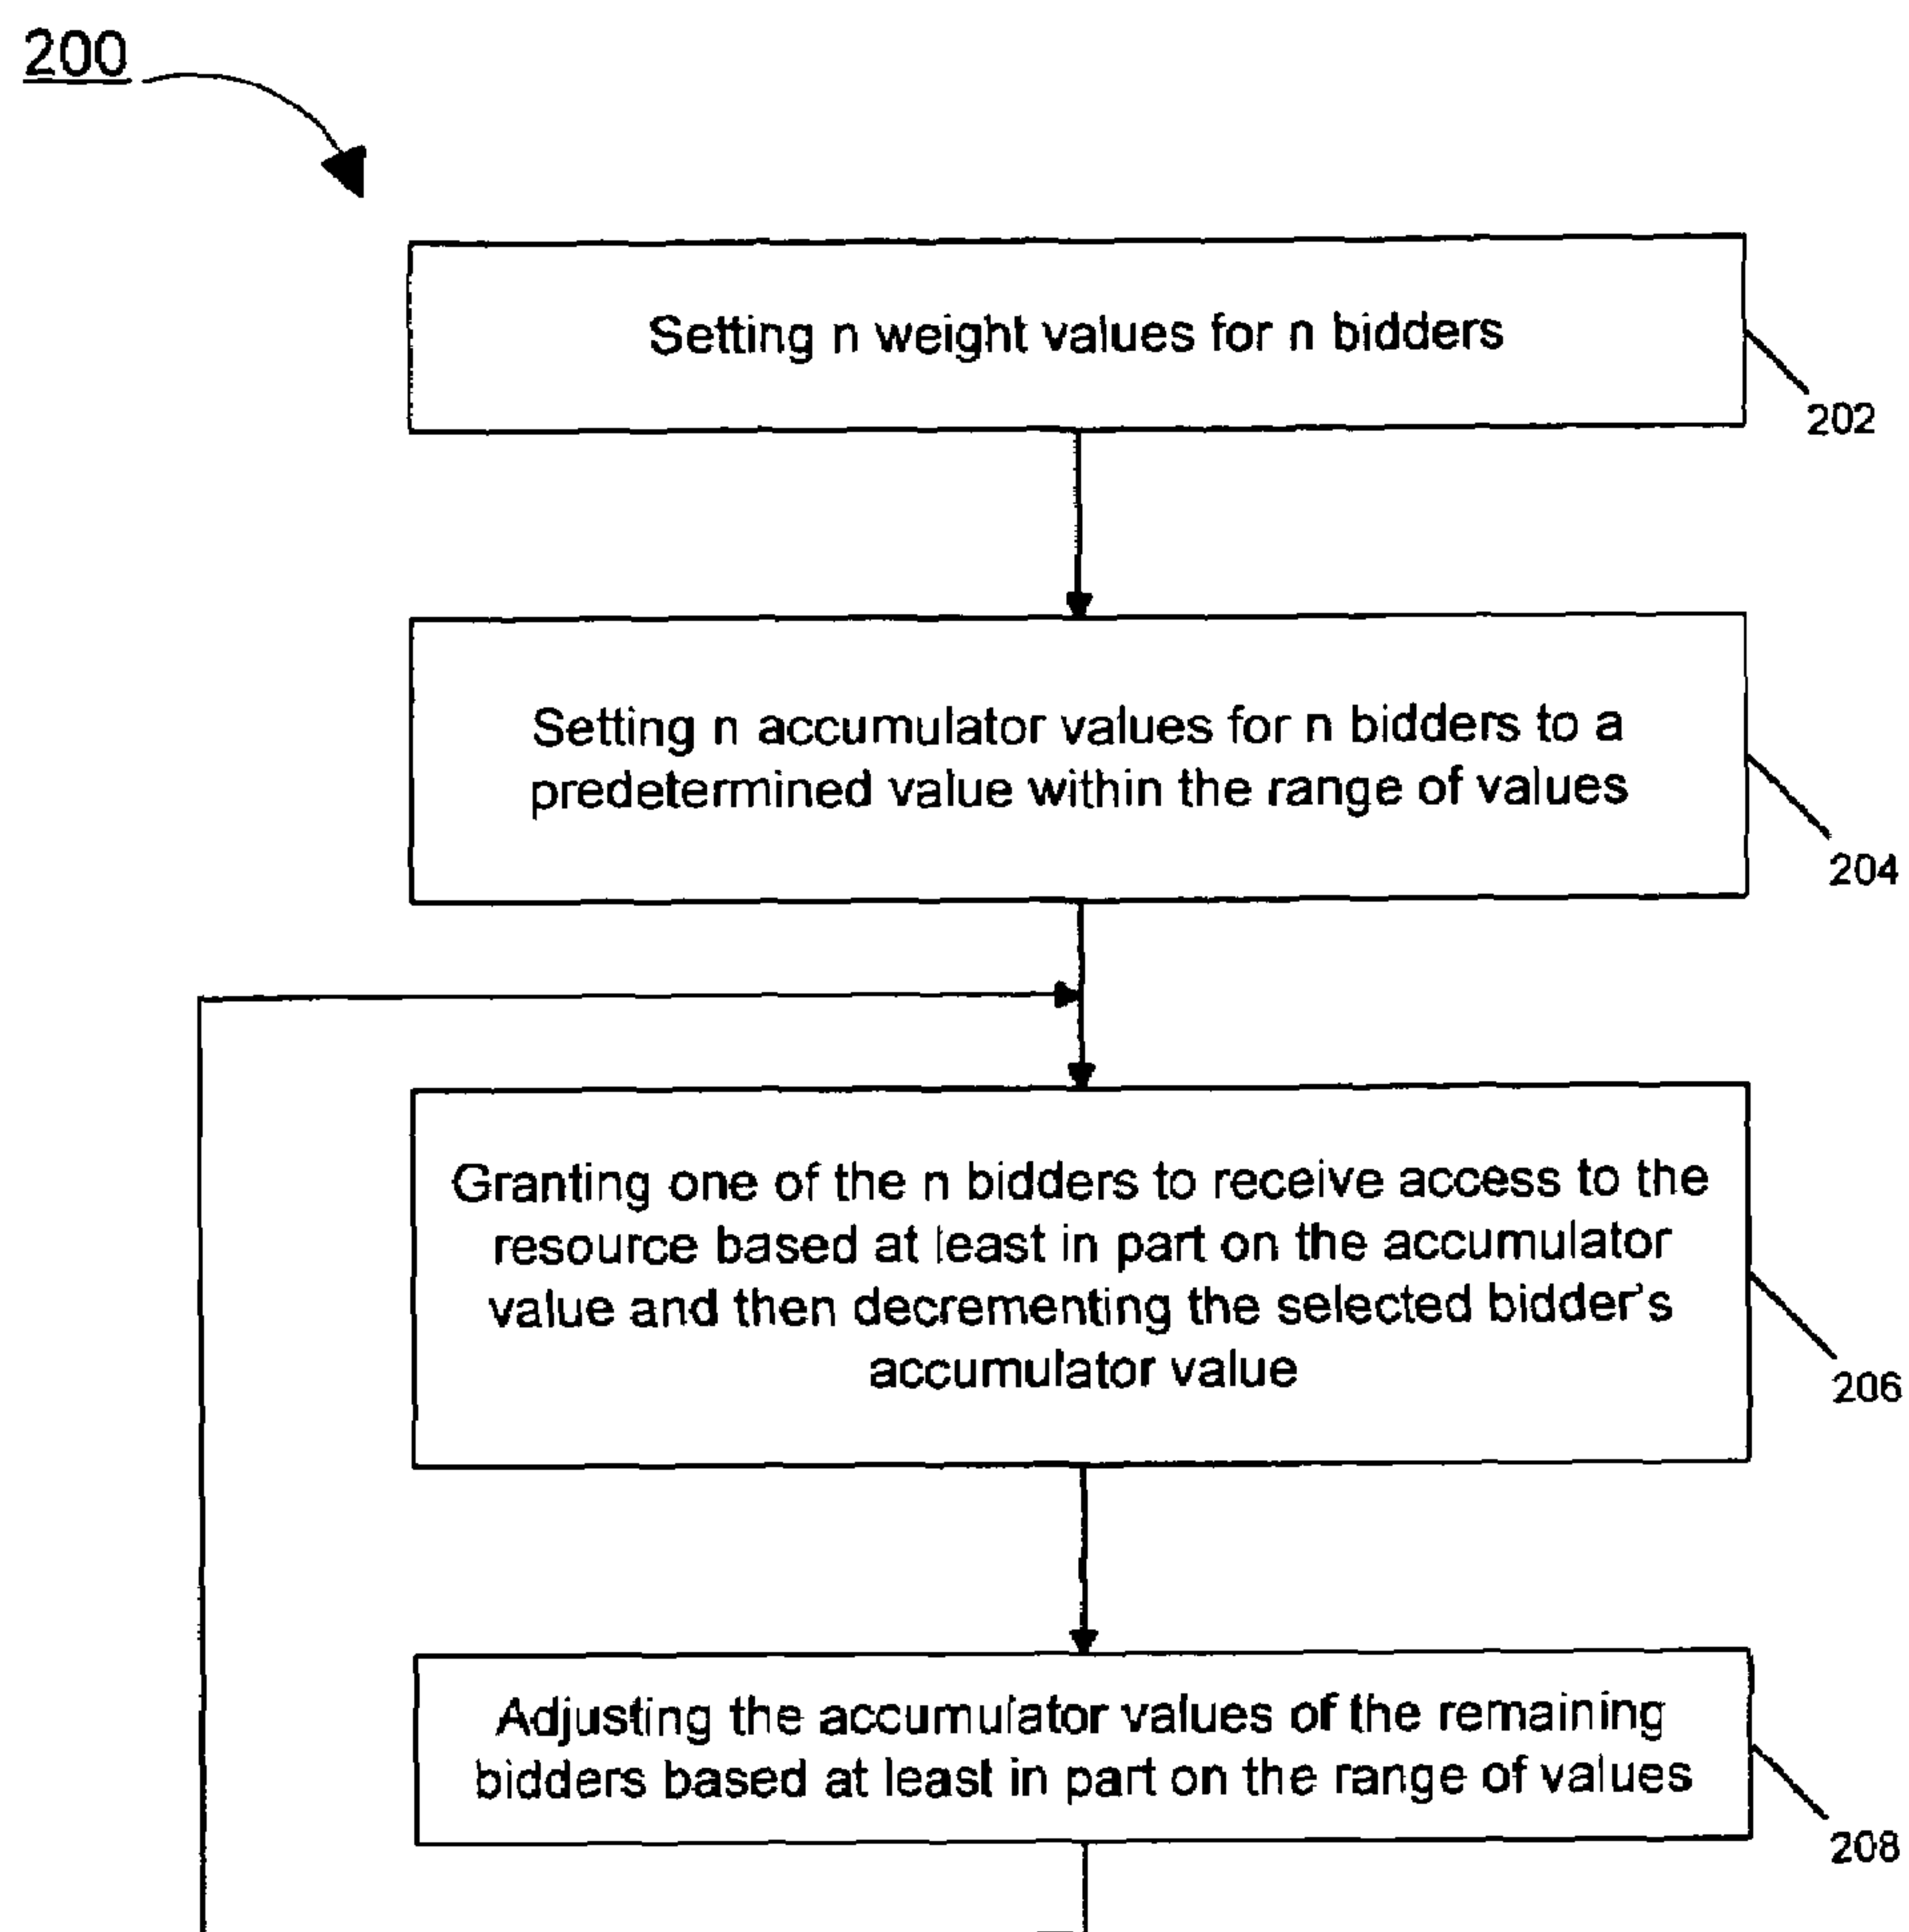 200
Setting n weight values for n bidders
202
Setting n accumulator values for n bidders to a
predetermined value within the range of values
204
Granting one of the n bidders to receive access to the
resource based at least in part on the accumulator
value and then decrementing the selected bidder's
accumulator value
206
Adjusting the accumulator values of the remaining
bidders based at least in part on the range of values
208